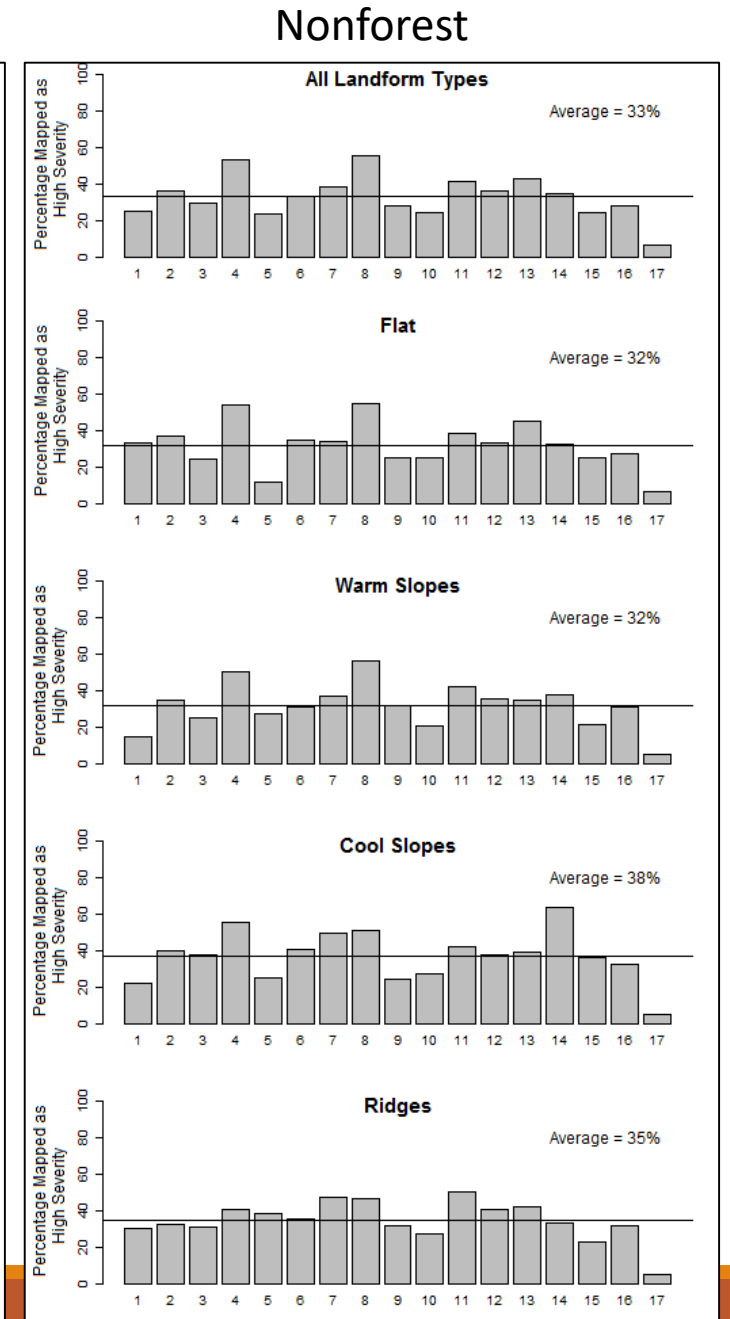 Nonforest
All Landform Types
Average = 33%
Percentage Mapped as
High Severity
0 20 40 60 80 100
1 2 3 4 5 6 7 8 9 10 11 12 13 14 15 16 17
Flat
Average = 32%
Percentage Mapped as
High Severity
0 20 40 60 80 100
1 2 3 4 5 6 7 8 9 10 11 12 13 14 15 16 17
Warm Slopes
Average = 32%
Percentage Mapped as
High Severity
0 20 40 60 80 100
1 2 3 4 5 6 7 8 9 10 11 12 13 14 15 16 17
Cool Slopes
Average = 38%
Percentage Mapped as
High Severity
0 20 40 60 80 100
1 2 3 4 5 6 7 8 9 10 11 12 13 14 15 16 17
Ridges
Average = 35%
Percentage Mapped as
High Severity
0 20 40 60 80 100
1 2 3 4 5 6 7 8 9 10 11 12 13 14 15 16 17